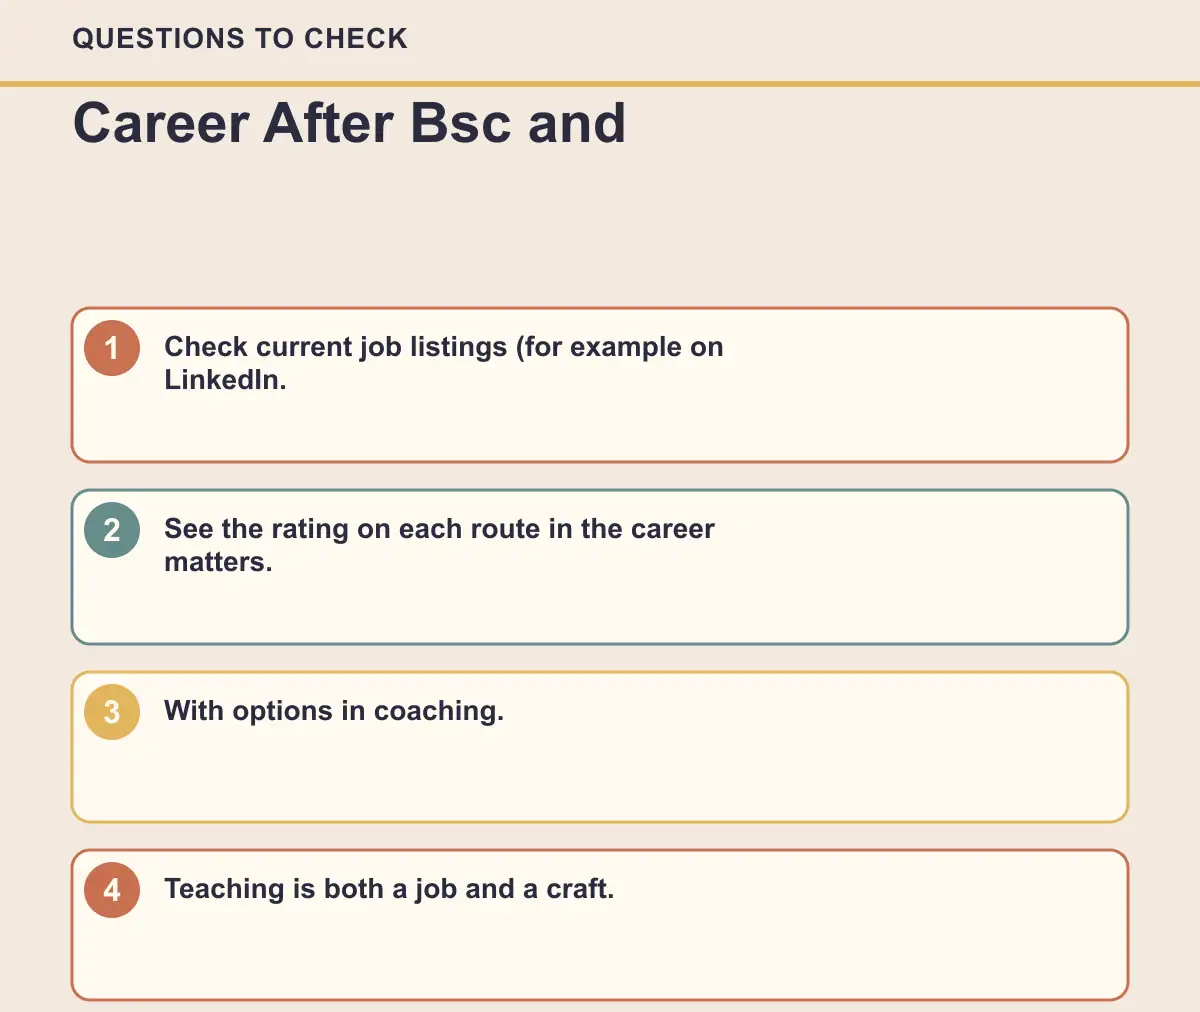 QUESTIONS TO CHECK
Career After Bsc and
1
Check current job listings (for example on
LinkedIn.
2
See the rating on each route in the career
matters.
3
With options in coaching.
4
Teaching is both a job and a craft.